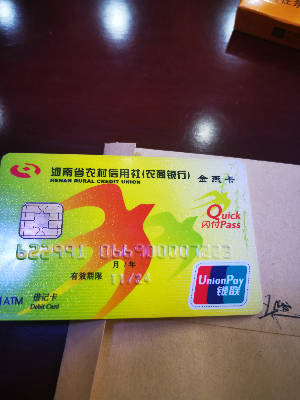 河南省农村信用社(农商银行) 金燕卡
HENAN RURAL CREDIT UNION
Quick
闪付Pass
月/年
有效期限 11/24
ATM
借记卡
Debit Card
UnionPay
银联